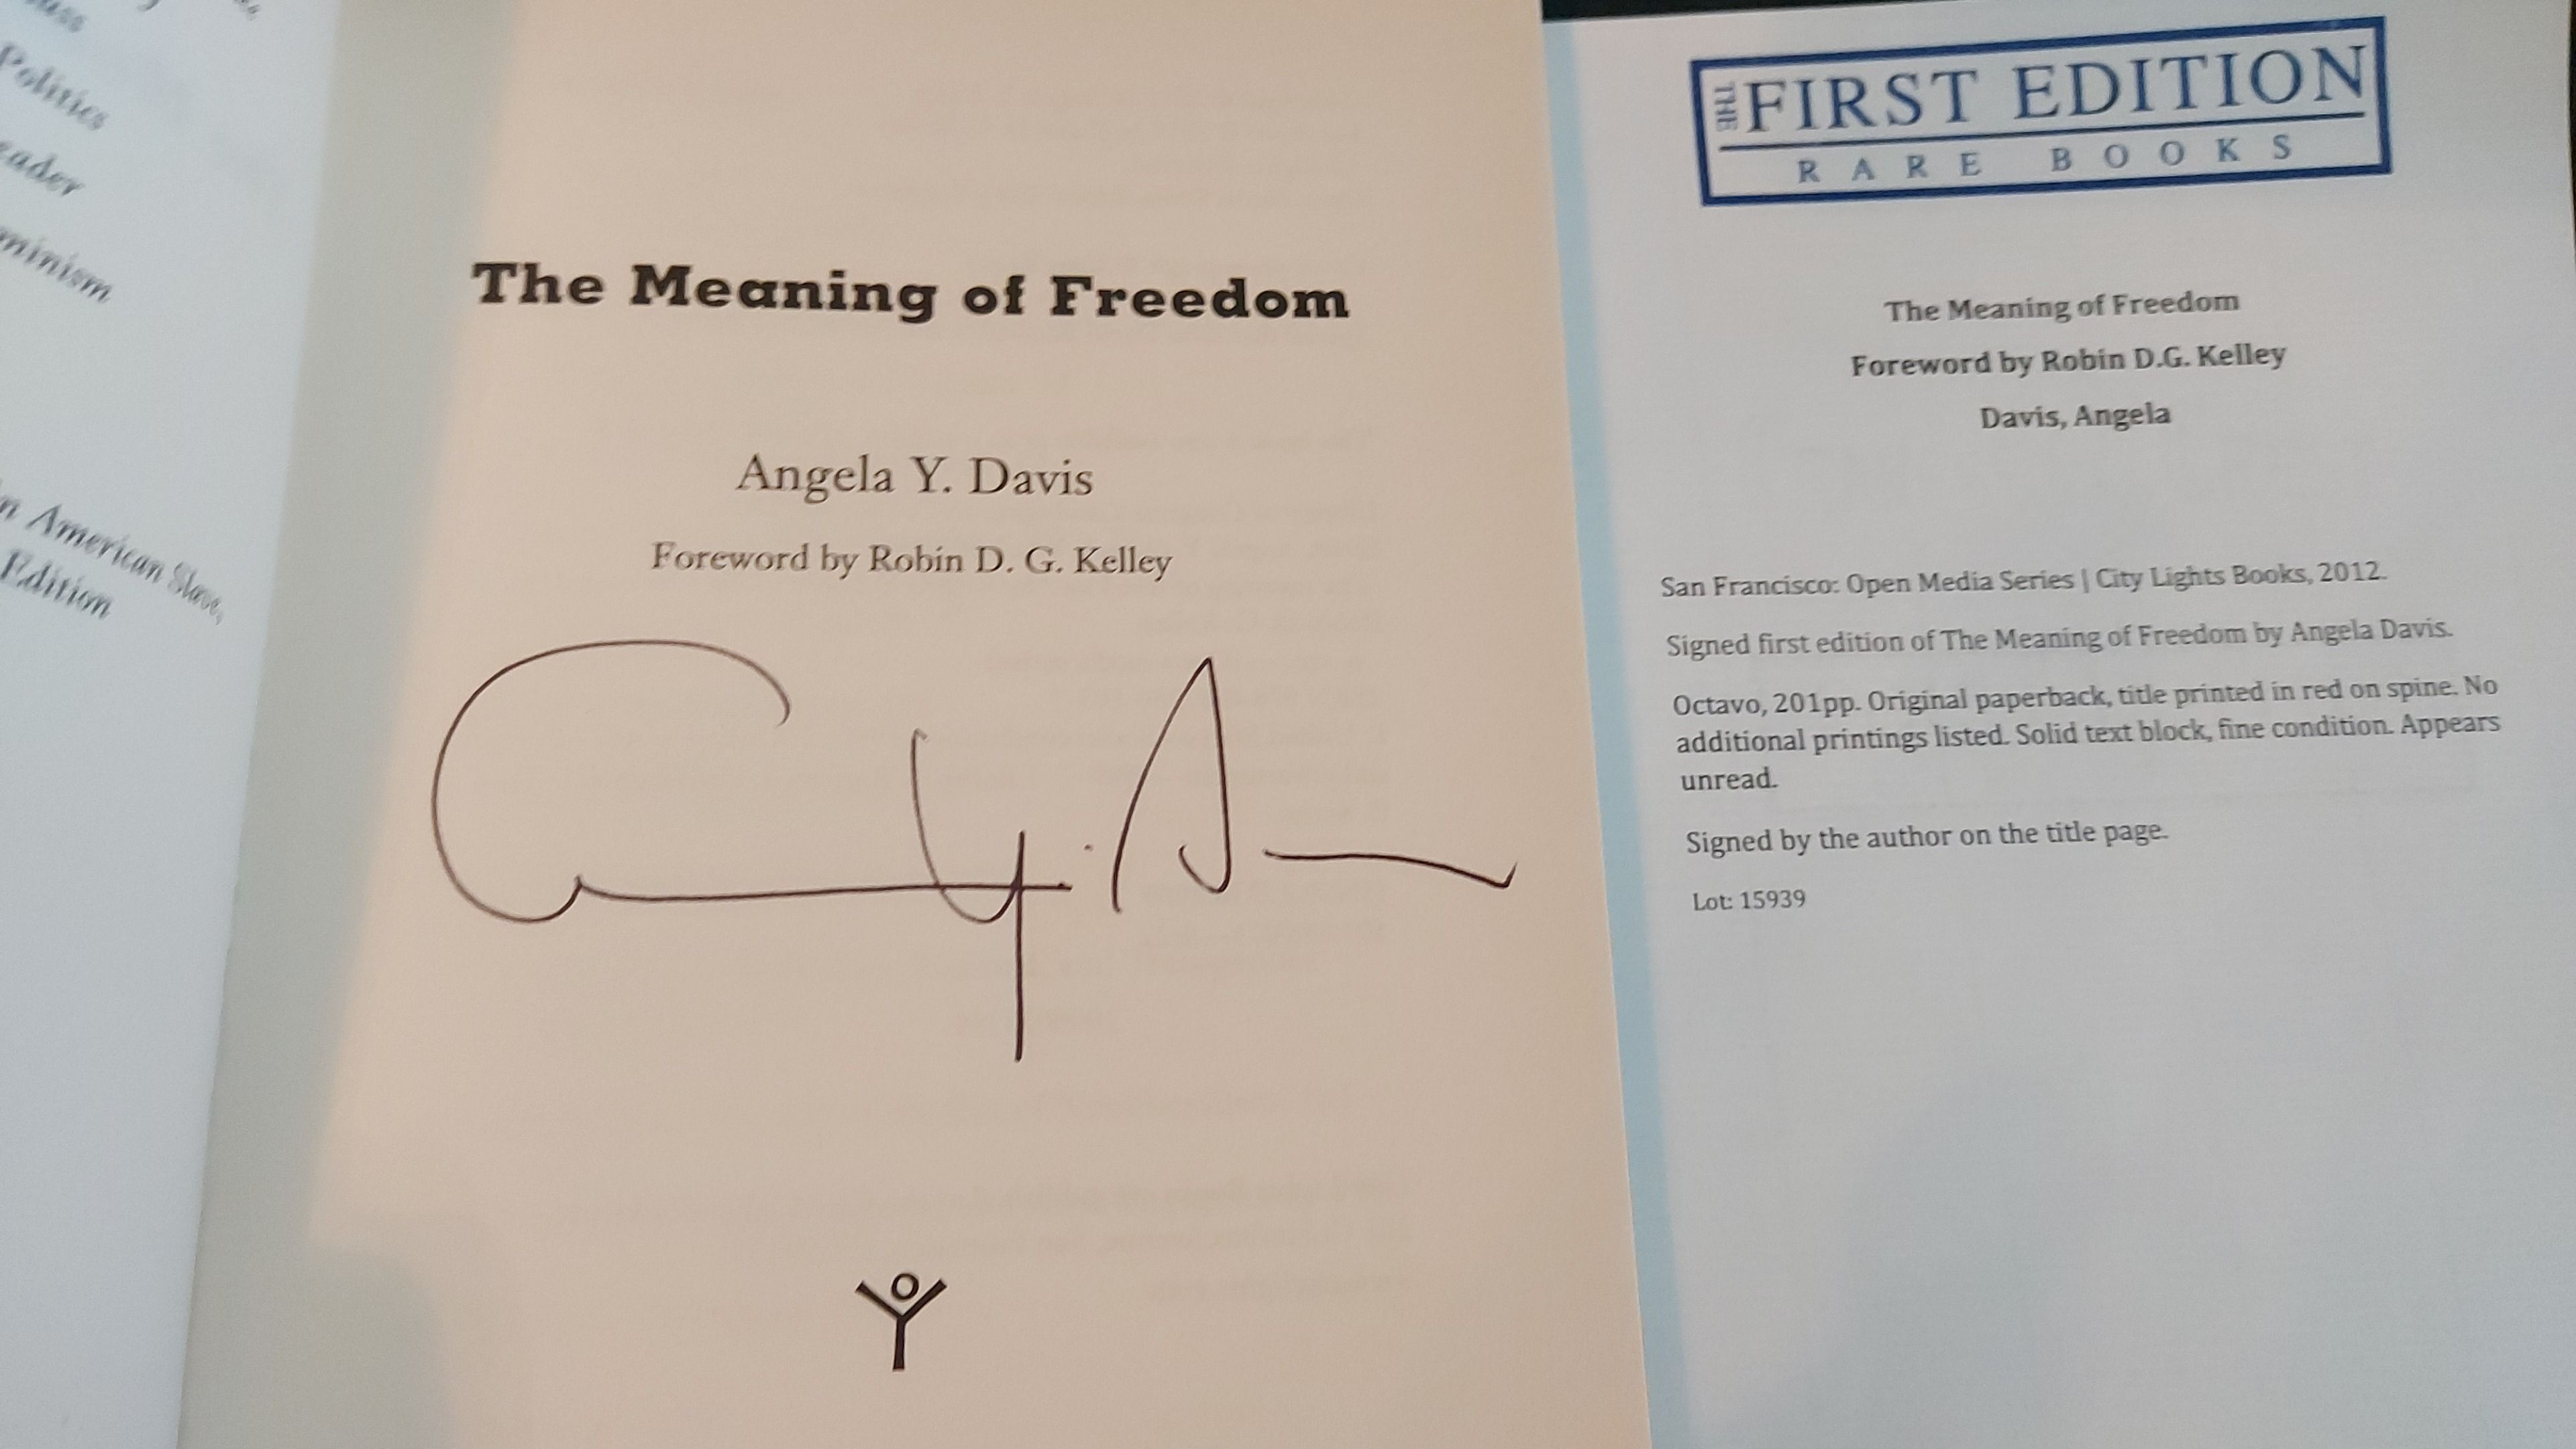 Politics
n American Slave,
Edition
The Meaning of Freedom
Angela Y. Davis
Foreword by Robin D. G. Kelley
THE FIRST EDITION
RARE BOOKS
The Meaning of Freedom
Foreword by Robin D.G. Kelley
Davis, Angela
San Francisco: Open Media Series | City Lights Books, 2012.
Signed first edition of The Meaning of Freedom by Angela Davis.
Octavo, 201pp. Original paperback, title printed in red on spine. No
additional printings listed. Solid text block, fine condition. Appears
unread.
Signed by the author on the title page.
Lot: 15939